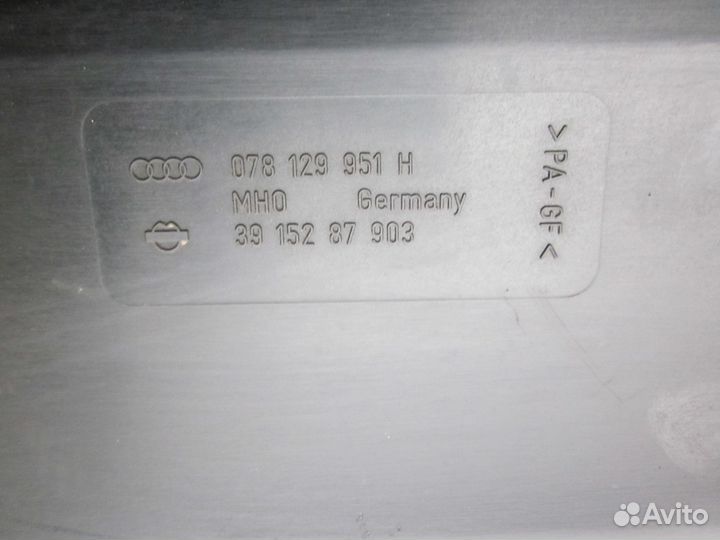 078 129 951 H
MHO Germany
39 152 87 903
>PA-GF<
Avito